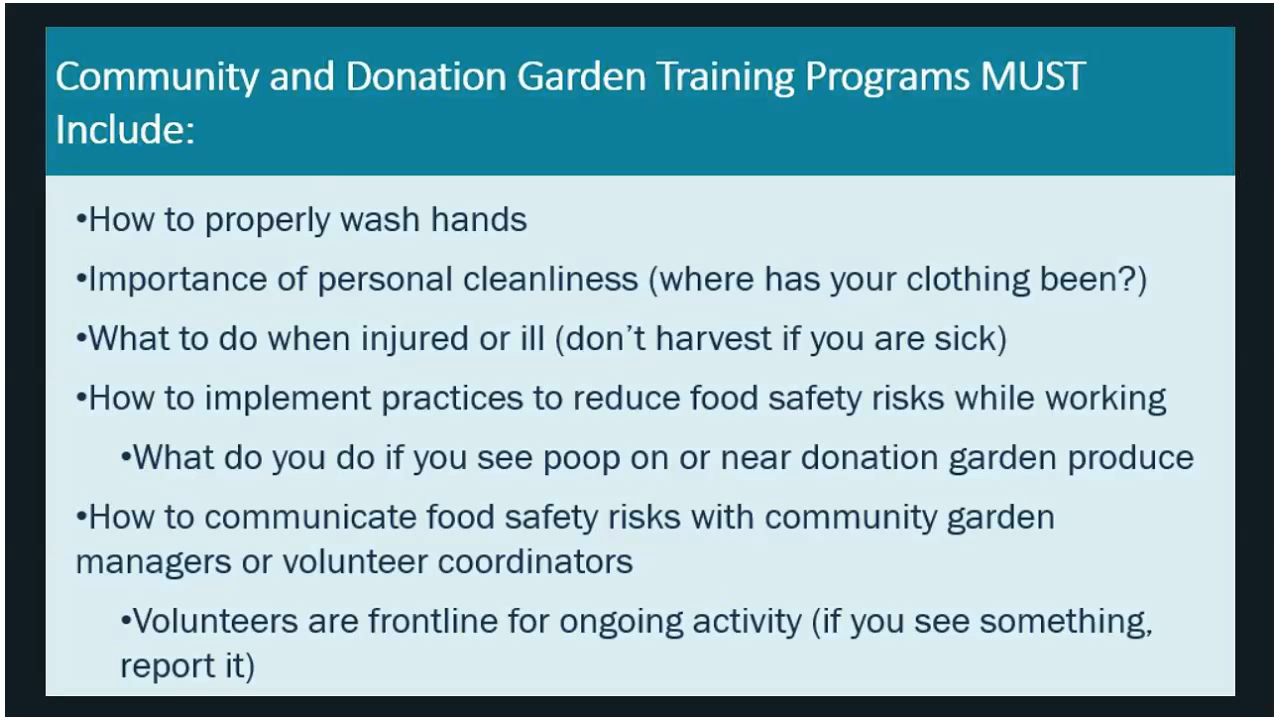 Community and Donation Garden Training Programs MUST
Include:
•How to properly wash hands
•Importance of personal cleanliness (where has your clothing been?)
•What to do when injured or ill (don’t harvest if you are sick)
•How to implement practices to reduce food safety risks while working
•What do you do if you see poop on or near donation garden produce
•How to communicate food safety risks with community garden
managers or volunteer coordinators
•Volunteers are frontline for ongoing activity (if you see something,
report it)